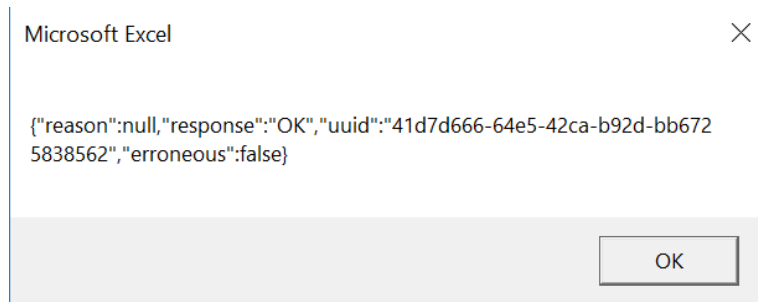 Microsoft Excel
{"reason":null,"response":"OK","uuid":"41d7d666-64e5-42ca-b92d-bb672
5838562","erroneous":false}
OK